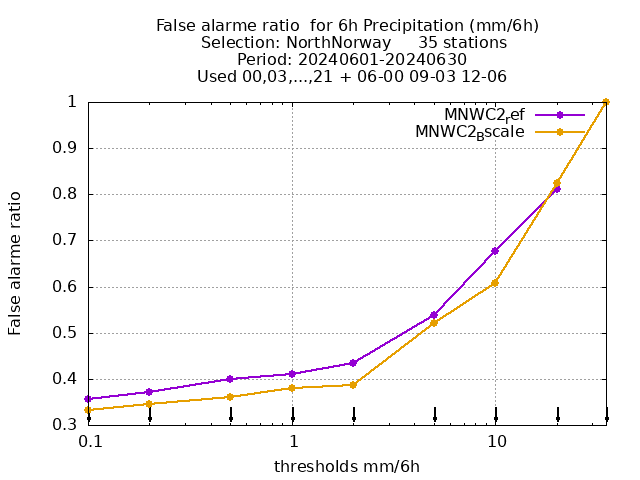 False alarme ratio  for 6h Precipitation (mm/6h)
Selection: NorthNorway     35 stations
Period: 20240601-20240630
Used 00,03,...,21 + 06-00 09-03 12-06
MNWC2ref
MNWC2Bscale
1
0.9
0.8
0.7
0.6
0.5
0.4
0.3
False alarme ratio
0.1 1 10
thresholds mm/6h